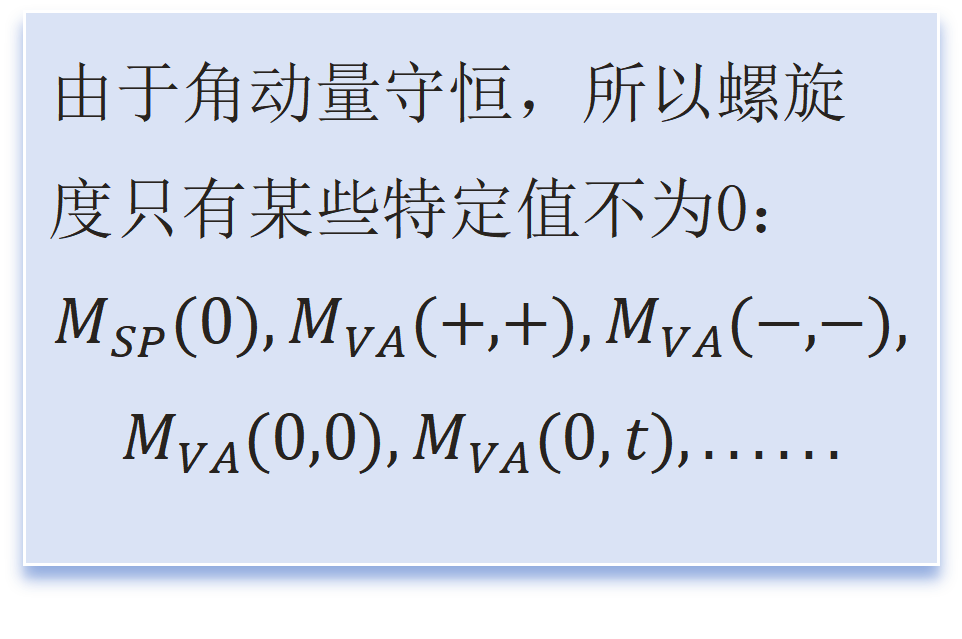 由于角动量守恒，所以螺旋
度只有某些特定值不为0：
M_{SP}(0), M_{VA}(+,+), M_{VA}(−,−),
M_{VA}(0,0), M_{VA}(0, t), ......